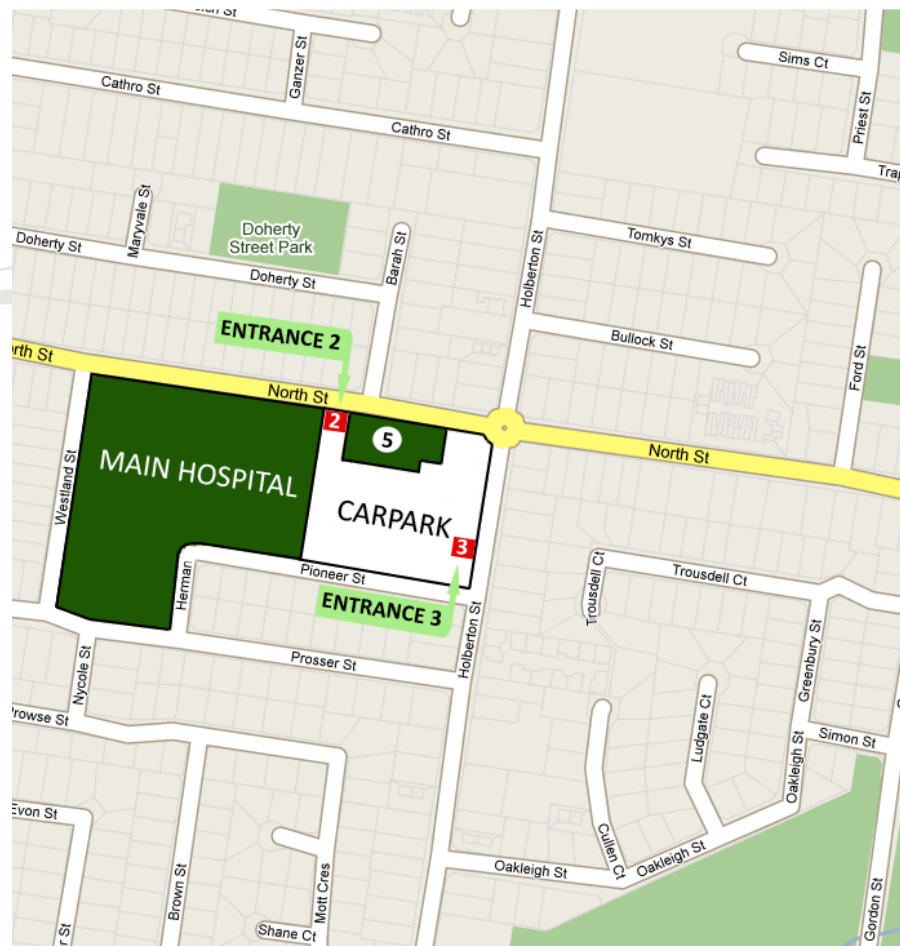 Ganzer St
Sims Ct
Cathro St
Cathro St
Priest St
Maryvale St
Doherty
Street Park
Doherty St
Doherty St
Barah St
Holberton St
Tomkys St
Bullock St
Ford St
ENTRANCE 2
North St
2
5
North St
MAIN HOSPITAL
CARPARK
Westland St
3
Herman
Pioneer St
ENTRANCE 3
Trousdell Ct
Trousdell Ct
Holberton St
Greenbury St
Nycole St
Prosser St
Prowse St
Ludgate Ct
Simon St
Oakleigh St
Evon St
Cullen Ct
Oakleigh St
Oakleigh St
Brown St
Mott Cres
Shane Ct
Gordon St